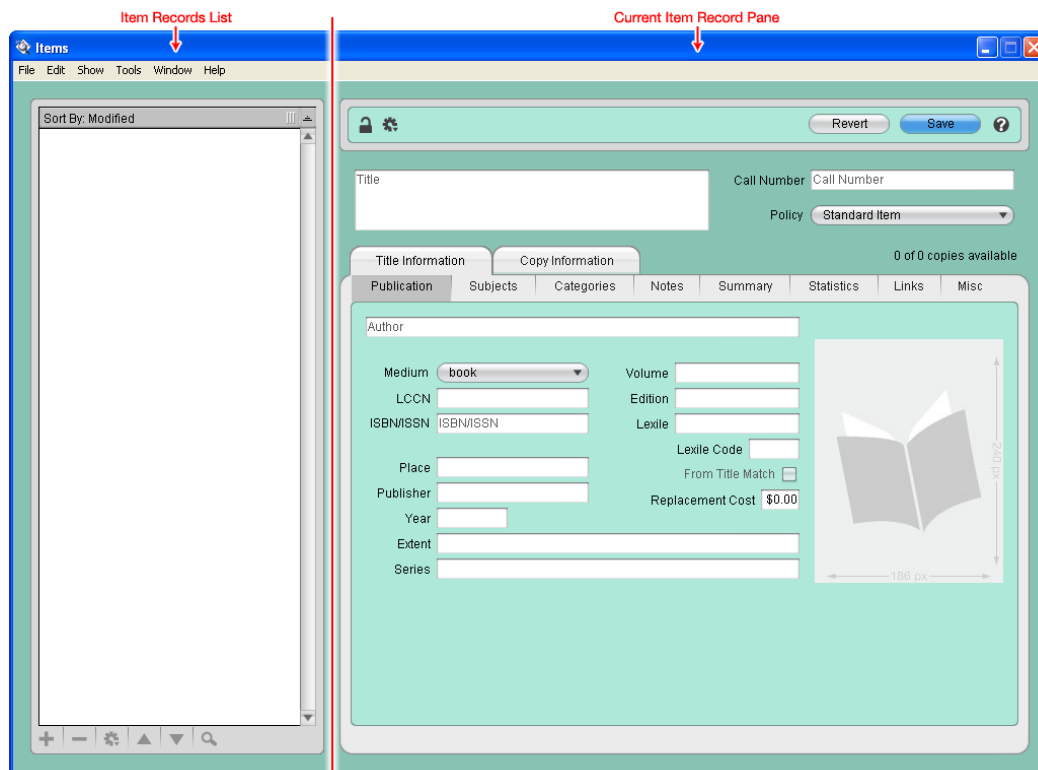 Item Records List
Current Item Record Pane
Items
File Edit Show Tools Window Help
Sort By: Modified
Revert Save ?
Title
Call Number Call Number
Policy Standard Item
Title Information Copy Information
0 of 0 copies available
Publication Subjects Categories Notes Summary Statistics Links Misc
Author
Medium book
Volume
LCCN
Edition
ISBN/ISSN ISBN/ISSN
Lexile
Lexile Code
Place
From Title Match
Publisher
Replacement Cost $0.00
Year
Extent
Series
240 px
186 px